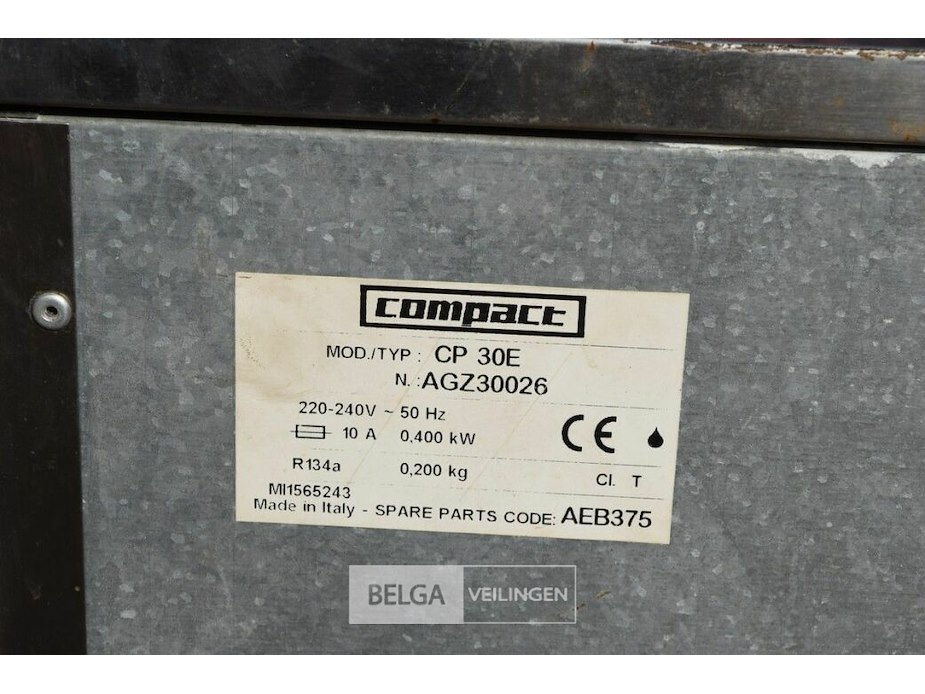 compact
MOD./TYP : CP 30E
N. : AGZ30026
220-240V ~ 50 Hz
10 A 0,400 kW
CE
R134a 0,200 kg
Cl. T
MI1565243
Made in Italy - SPARE PARTS CODE: AEB375
BELGA VEILINGEN